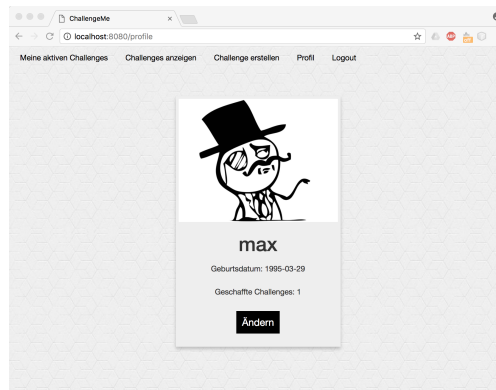 ChallengeMe
localhost:8080/profile
Meine aktiven Challenges Challenges anzeigen Challenge erstellen Profil Logout
max
Geburtsdatum: 1995-03-29
Geschaffte Challenges: 1
Ändern